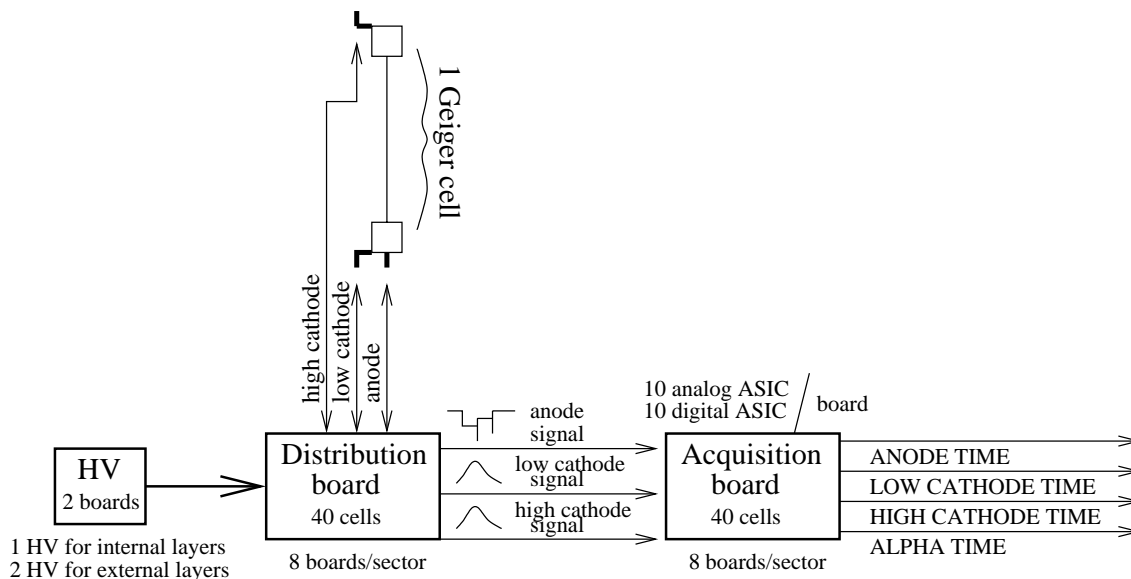 1 Geiger cell
high cathode
low cathode
anode
10 analog ASIC
10 digital ASIC
board
anode
signal
low cathode
signal
high cathode
signal
HV
2 boards
1 HV for internal layers
2 HV for external layers
Distribution
board
40 cells
8 boards/sector
Acquisition
board
40 cells
8 boards/sector
ANODE TIME
LOW CATHODE TIME
HIGH CATHODE TIME
ALPHA TIME